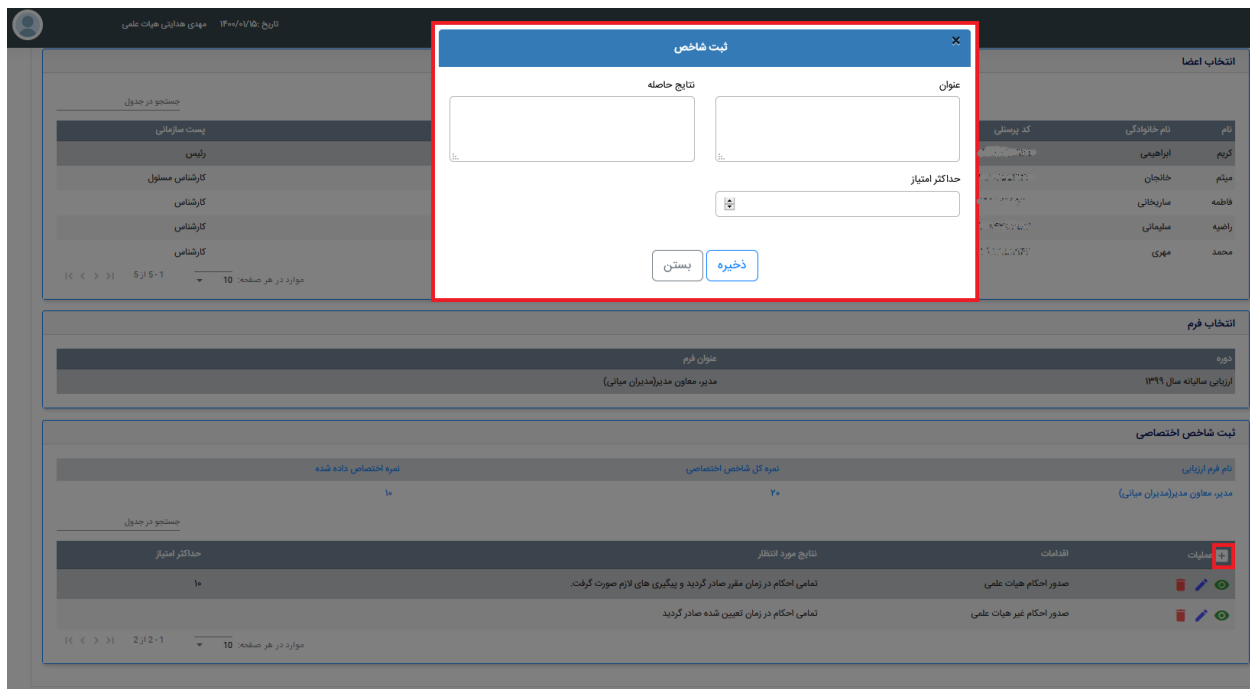 تاریخ :۱۴۰۰/۰۱/۱۵ مهدی هدایتی هیات علمی
ثبت شاخص ×
عنوان نتایج حاصله
حداکثر امتیاز
ذخیره بستن
انتخاب اعضا
جستجو در جدول
نام نام خانوادگی کد پرسنلی پست سازمانی
کریم ابراهیمی رئیس
میثم خانجان کارشناس مسئول
فاطمه ساریخانی کارشناس
راضیه سلیمانی کارشناس
محمد مهری کارشناس
موارد در هر صفحه: 10 1-5 از 5
انتخاب فرم
دوره عنوان فرم
ارزیابی سالیانه سال ۱۳۹۹ مدیر، معاون مدیر(مدیران میانی)
ثبت شاخص اختصاصی
نام فرم ارزیابی نمره کل شاخص اختصاصی نمره اختصاص داده شده
مدیر، معاون مدیر(مدیران میانی) ۲۰ ۱۰
جستجو در جدول
عملیات اقدامات نتایج مورد انتظار حداکثر امتیاز
صدور احکام هیات علمی تمامی احکام در زمان مقرر صادر گردید و پیگیری های لازم صورت گرفت. ۱۰
صدور احکام غیر هیات علمی تمامی احکام در زمان تعیین شده صادر گردید
موارد در هر صفحه: 10 1-2 از 2